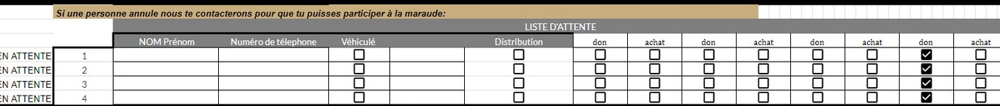 Si une personne annule nous te contacterons pour que tu puisses participer à la maraude:
LISTE D'ATTENTE
NOM Prénom Numéro de télephone Véhiculé Distribution don achat don achat don achat don achat
EN ATTENTE 1
EN ATTENTE 2
EN ATTENTE 3
EN ATTENTE 4